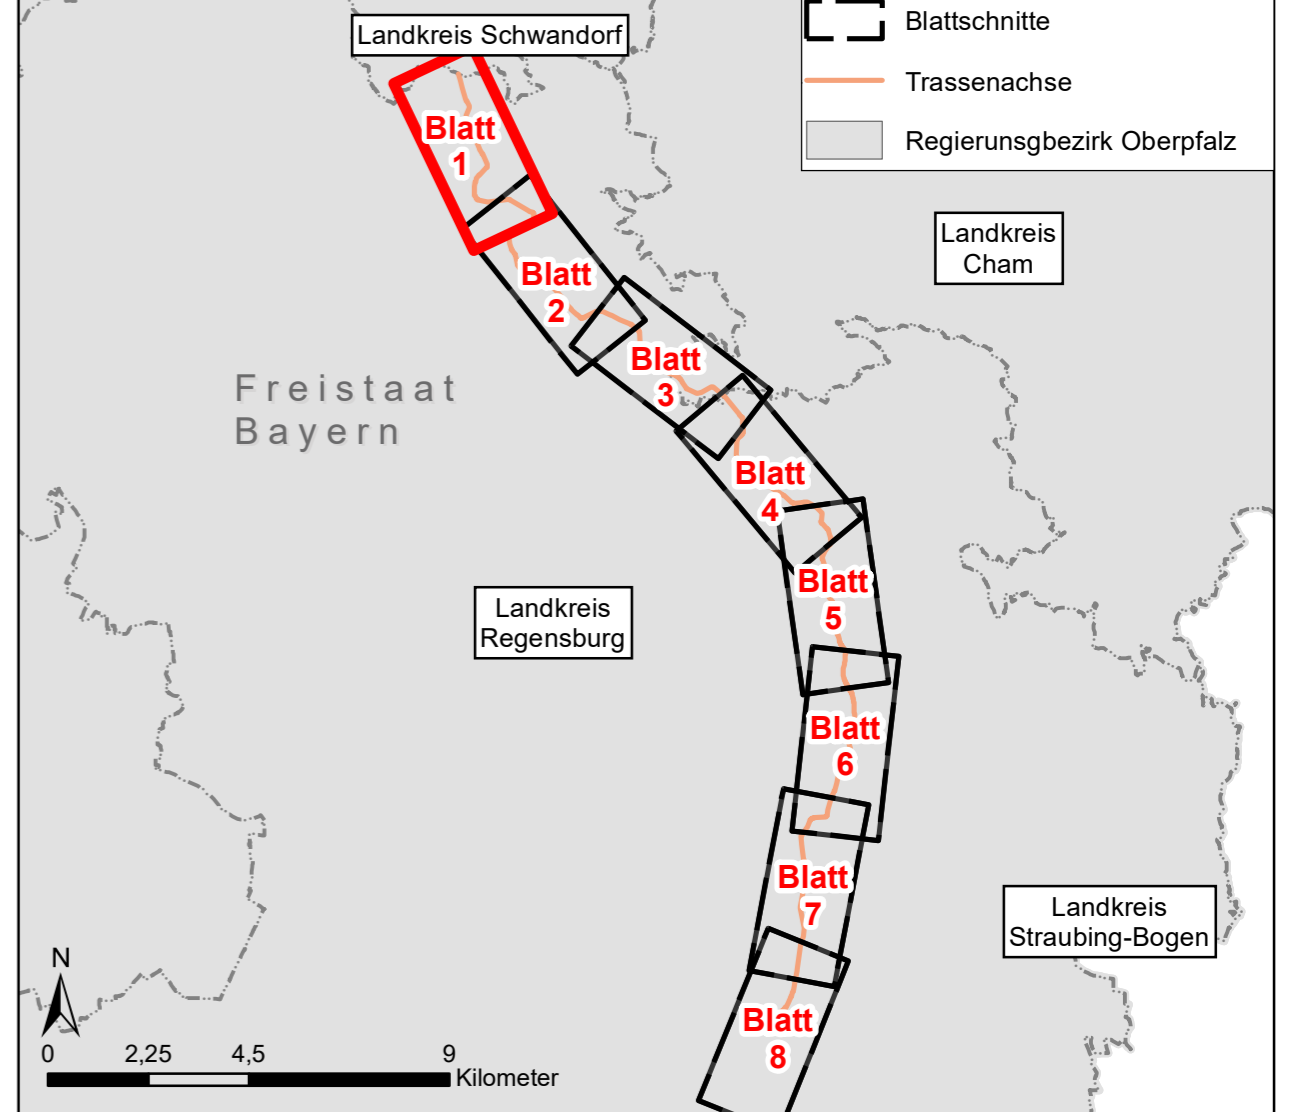 Landkreis Schwandorf
Blattschnitte
Trassenachse
Regierunsgbezirk Oberpfalz
Blatt
1
Landkreis
Cham
Blatt
2
Blatt
3
Freistaat
Bayern
Blatt
4
Blatt
5
Landkreis
Regensburg
Blatt
6
Blatt
7
Landkreis
Straubing-Bogen
N
Blatt
8
0 2,25 4,5 9
Kilometer